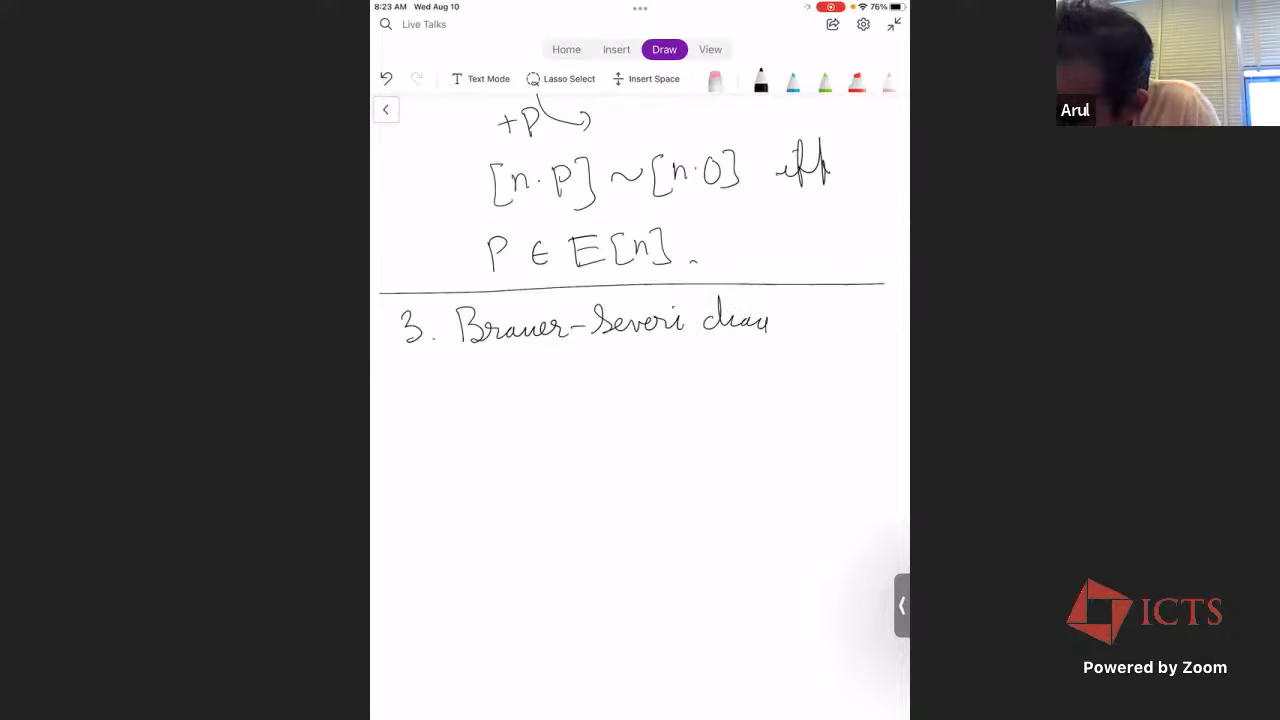 8:23 AM Wed Aug 10
76%
Live Talks
Home Insert Draw View
Text Mode Lasso Select Insert Space
+P
[n·P] ~ [n·O] iff
P ∈ E[n].
3. Brauer-Severi
Arul
ICTS
Powered by Zoom